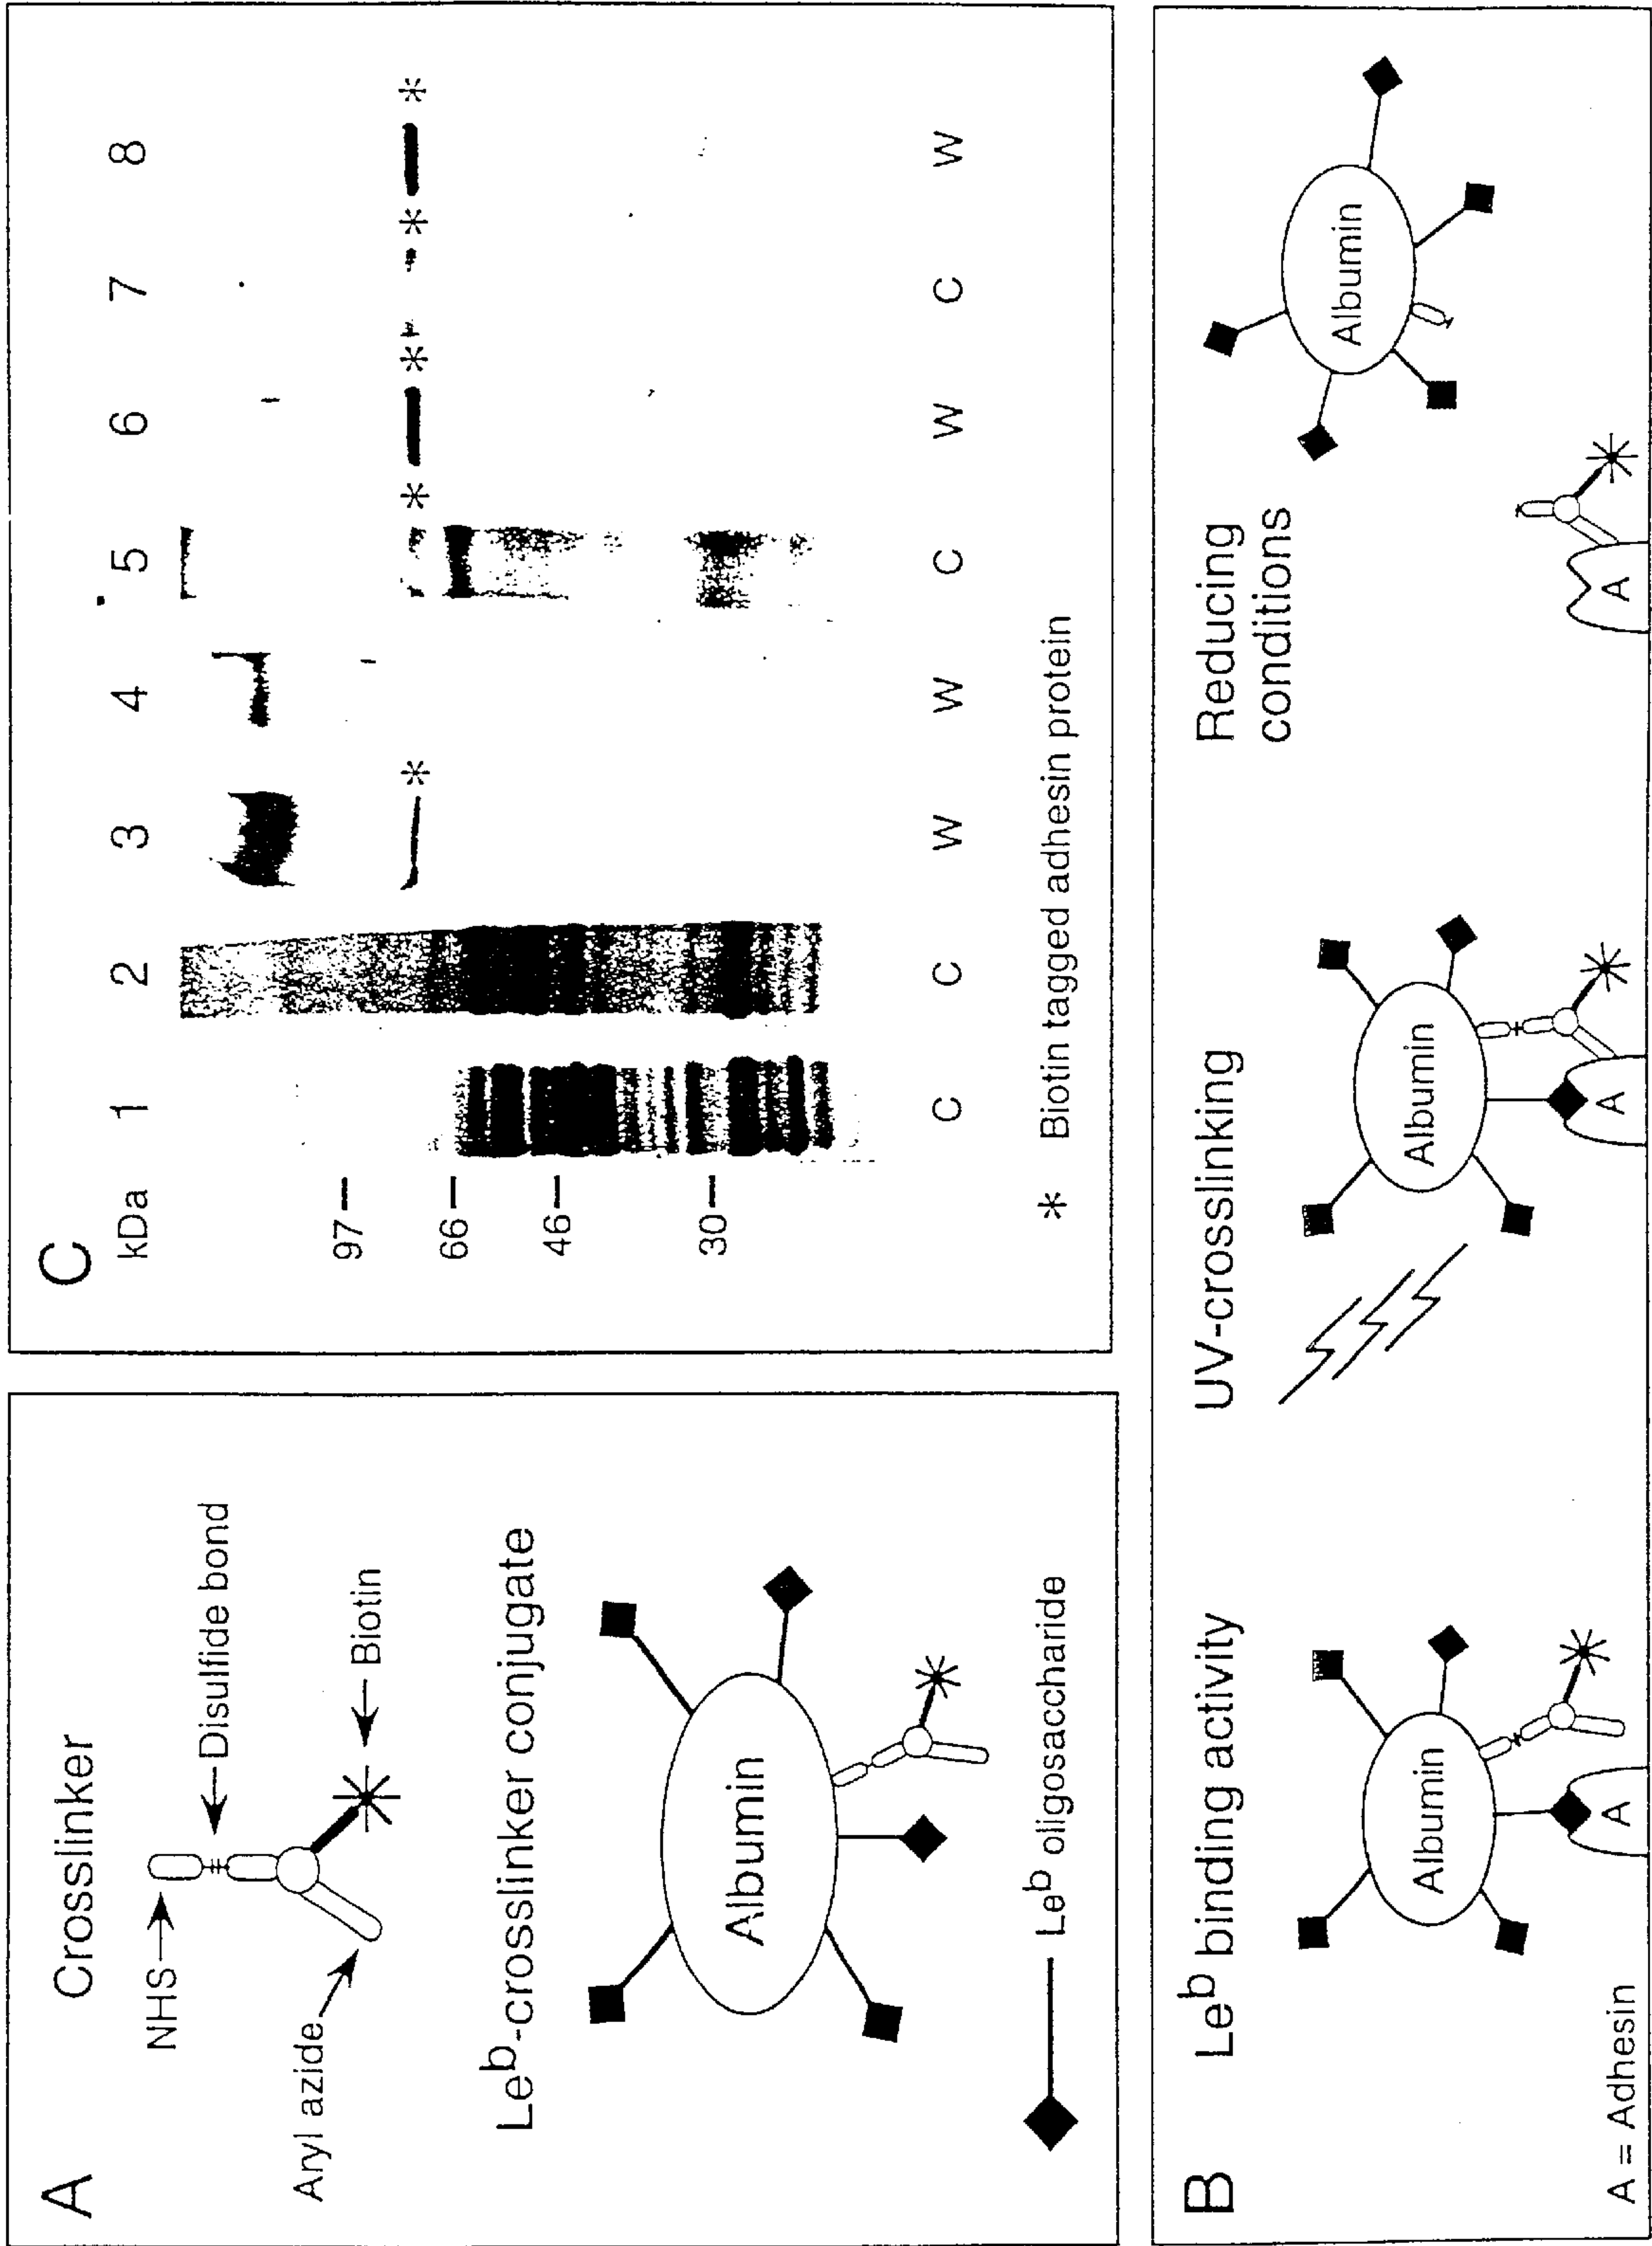 A
Crosslinker
NHS
Disulfide bond
Aryl azide
Biotin
Le^b-crosslinker conjugate
Albumin
Le^b oligosaccharide
C
kDa 1 2 3 4 5 6 7 8
97
66
46
30
* * * * *
C C W W C W C W
* Biotin tagged adhesin protein
B
Le^b binding activity
UV-crosslinking
Reducing
conditions
Albumin
Albumin
Albumin
A
A
A
A = Adhesin